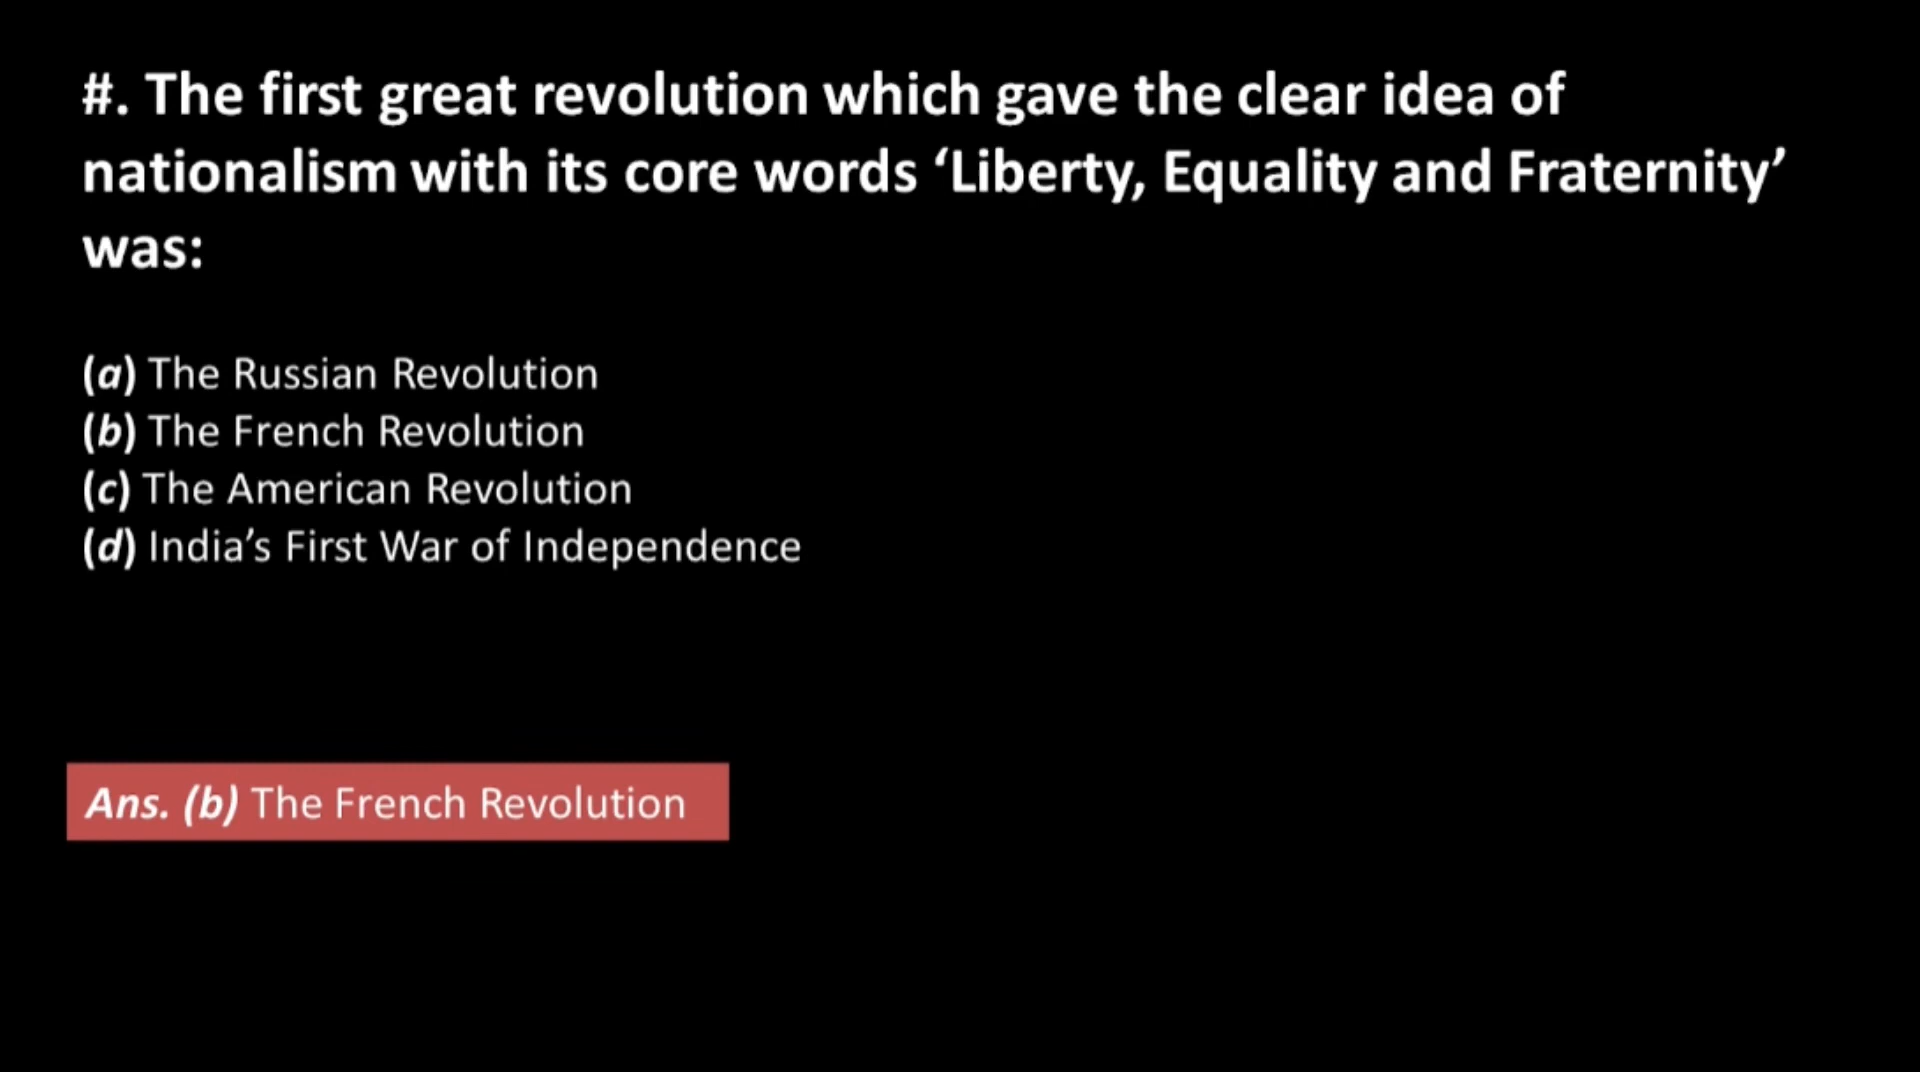 #. The first great revolution which gave the clear idea of
nationalism with its core words ‘Liberty, Equality and Fraternity’
was:
(a) The Russian Revolution
(b) The French Revolution
(c) The American Revolution
(d) India’s First War of Independence
Ans. (b) The French Revolution